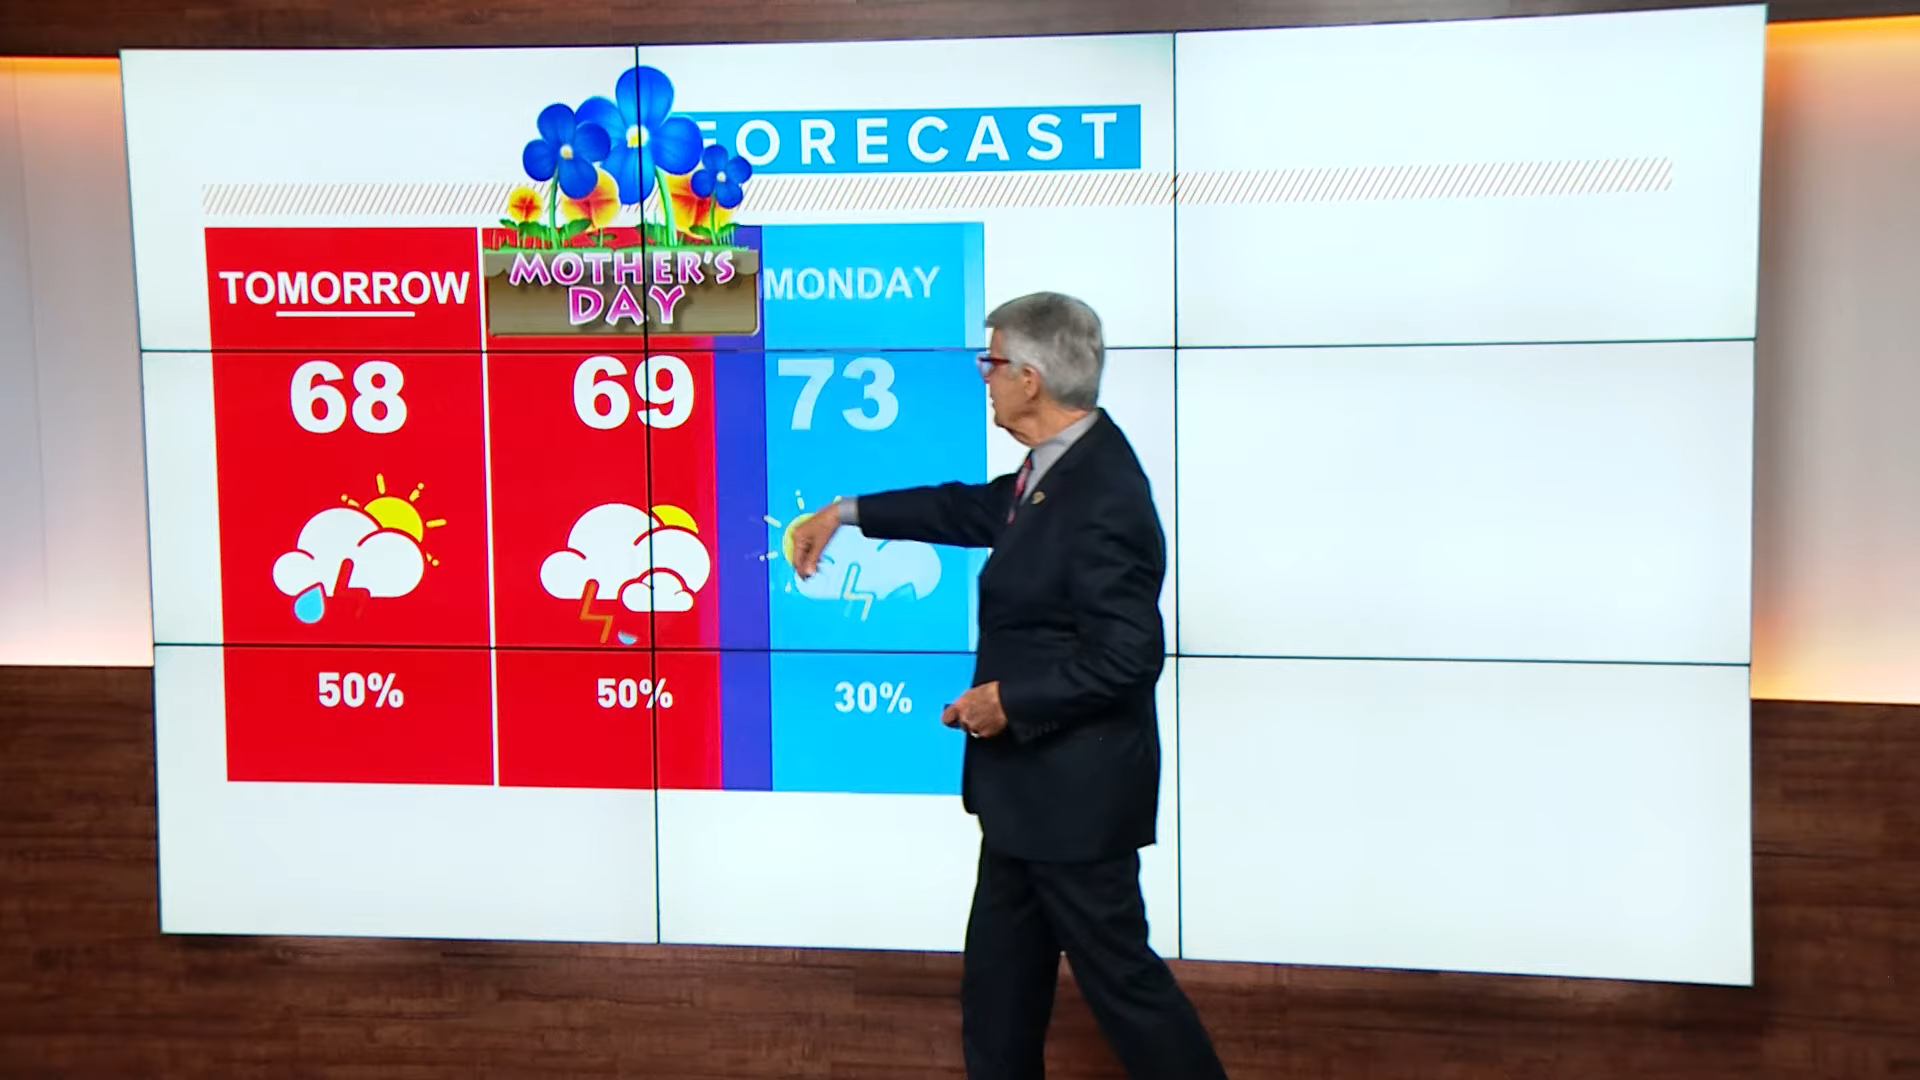 FORECAST
TOMORROW
MOTHER'S
DAY
MONDAY
68
69
73
50%
50%
30%